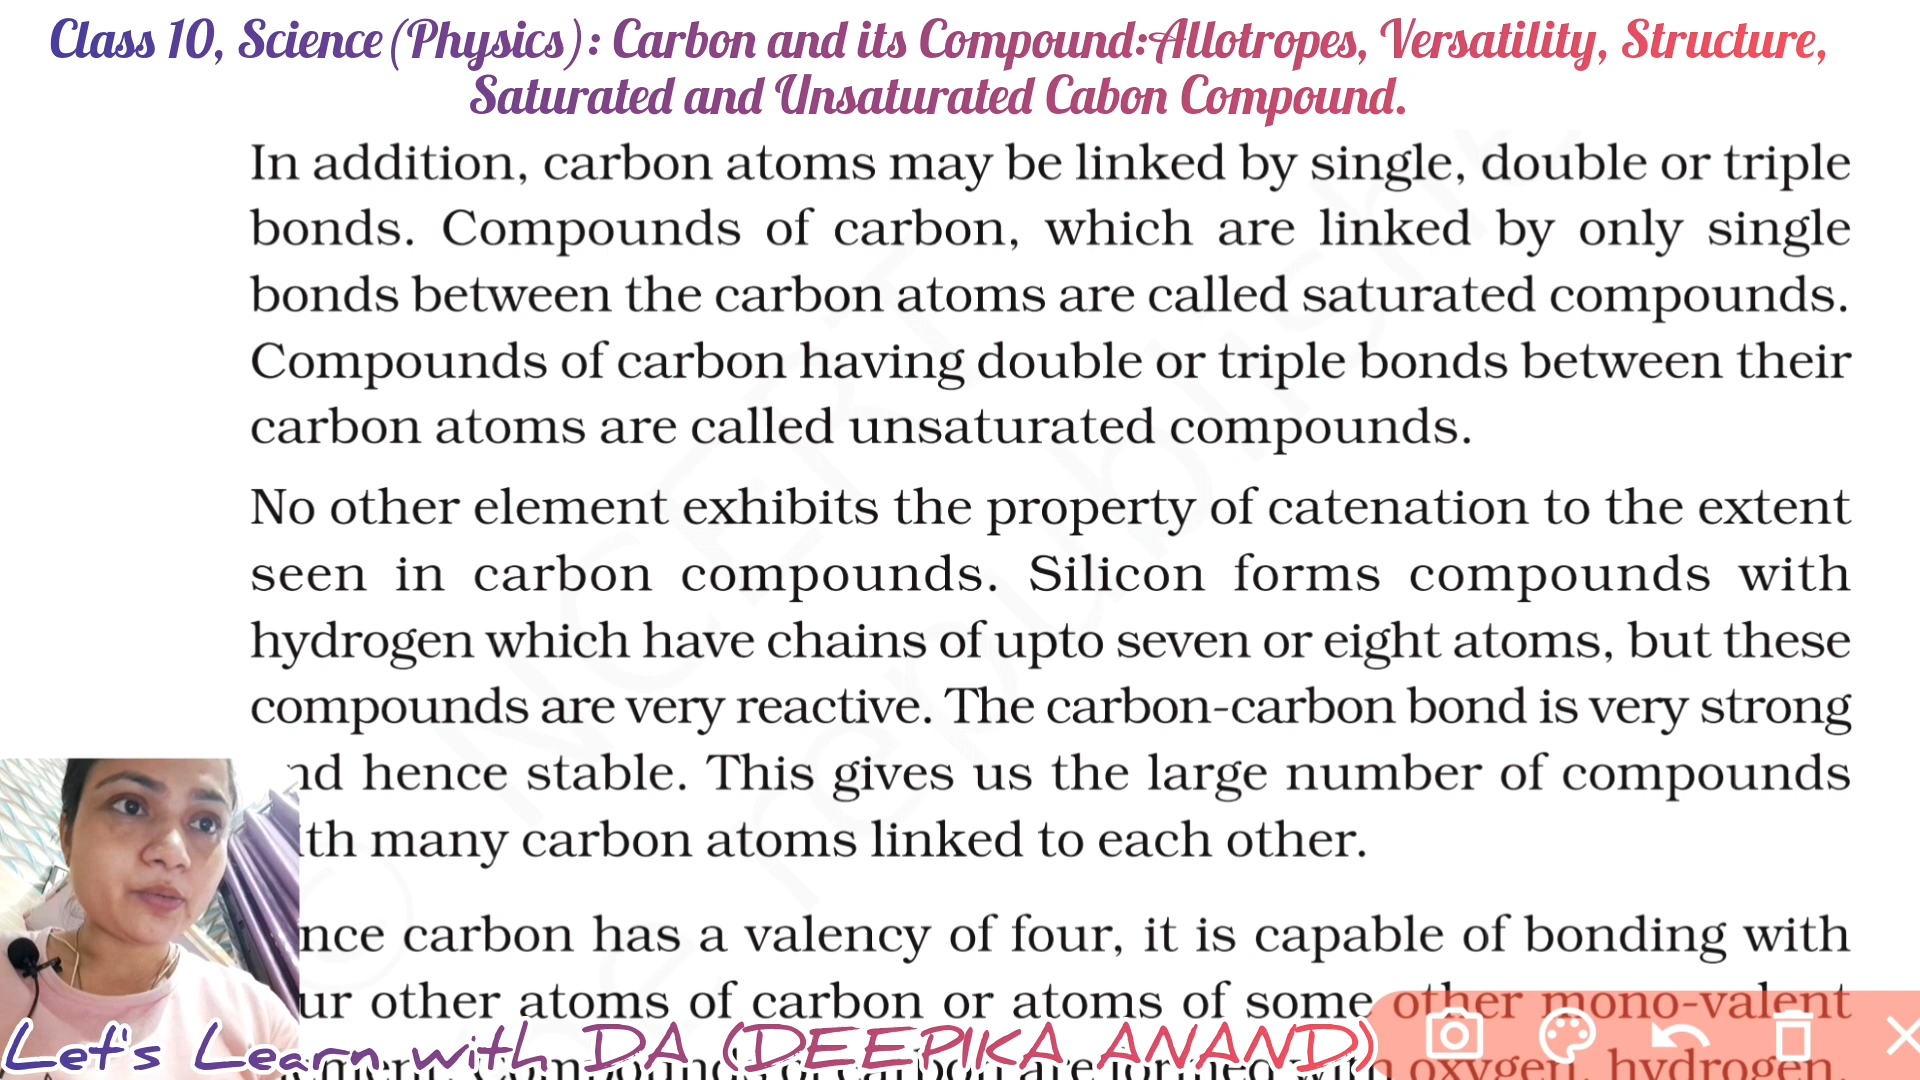 Class 10, Science(Physics): Carbon and its Compound:Allotropes, Versatility, Structure,
Saturated and Unsaturated Cabon Compound.
In addition, carbon atoms may be linked by single, double or triple
bonds. Compounds of carbon, which are linked by only single
bonds between the carbon atoms are called saturated compounds.
Compounds of carbon having double or triple bonds between their
carbon atoms are called unsaturated compounds.
No other element exhibits the property of catenation to the extent
seen in carbon compounds. Silicon forms compounds with
hydrogen which have chains of upto seven or eight atoms, but these
compounds are very reactive. The carbon-carbon bond is very strong
nd hence stable. This gives us the large number of compounds
th many carbon atoms linked to each other.
nce carbon has a valency of four, it is capable of bonding with
ur other atoms of carbon or atoms of some other mono-valent
Let's Learn with DA (DEEPIKA ANAND)
oxygen, hydrogen,